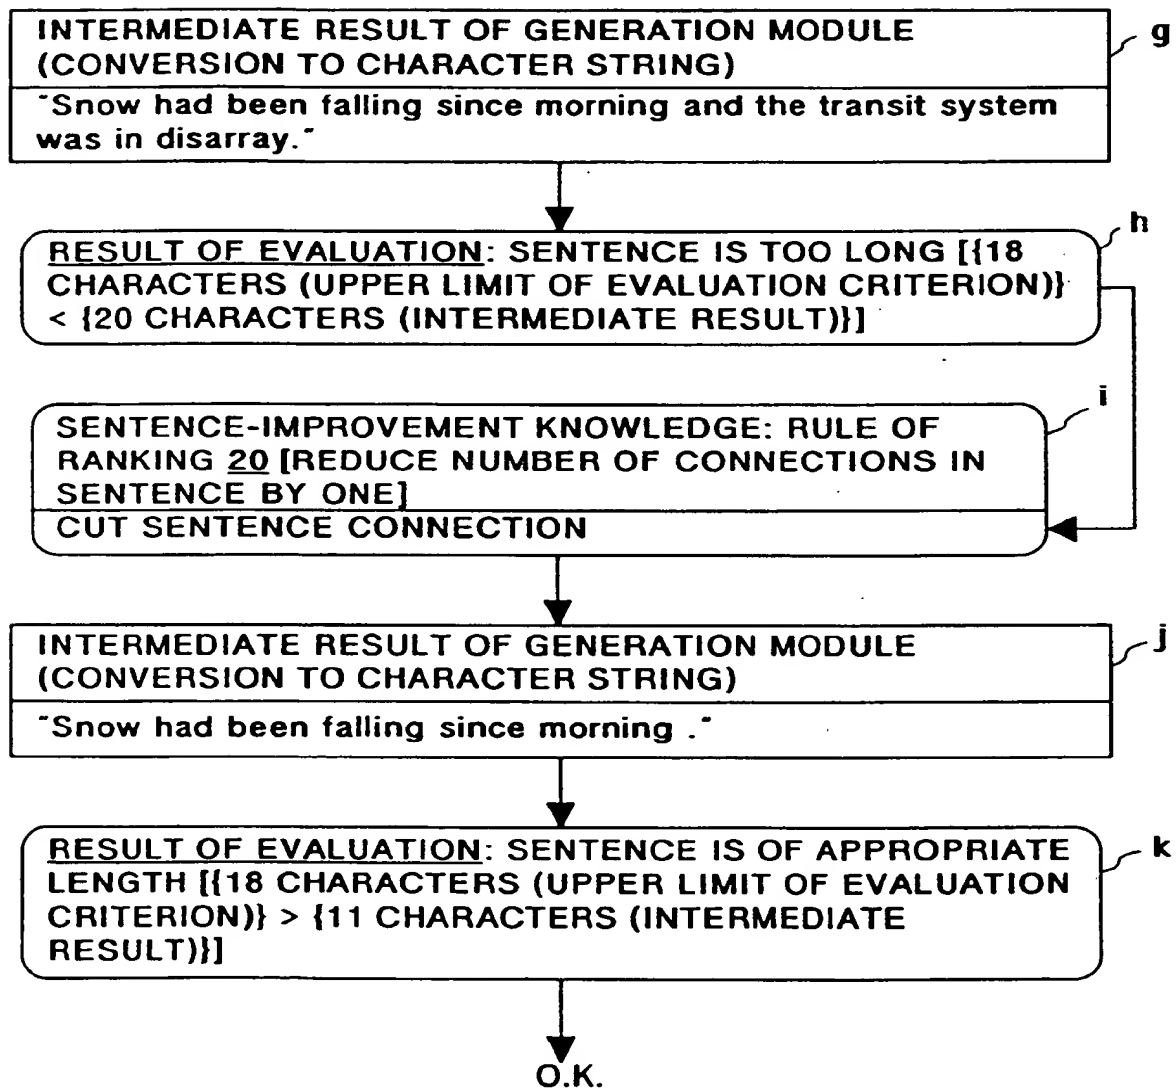 INTERMEDIATE RESULT OF GENERATION MODULE
(CONVERSION TO CHARACTER STRING)
g
"Snow had been falling since morning and the transit system
was in disarray."
h
RESULT OF EVALUATION: SENTENCE IS TOO LONG [{18
CHARACTERS (UPPER LIMIT OF EVALUATION CRITERION)}
< {20 CHARACTERS (INTERMEDIATE RESULT)}]
i
SENTENCE-IMPROVEMENT KNOWLEDGE: RULE OF
RANKING 20 [REDUCE NUMBER OF CONNECTIONS IN
SENTENCE BY ONE]
CUT SENTENCE CONNECTION
j
INTERMEDIATE RESULT OF GENERATION MODULE
(CONVERSION TO CHARACTER STRING)
"Snow had been falling since morning ."
k
RESULT OF EVALUATION: SENTENCE IS OF APPROPRIATE
LENGTH [{18 CHARACTERS (UPPER LIMIT OF EVALUATION
CRITERION)} > {11 CHARACTERS (INTERMEDIATE
RESULT)}]
O.K.